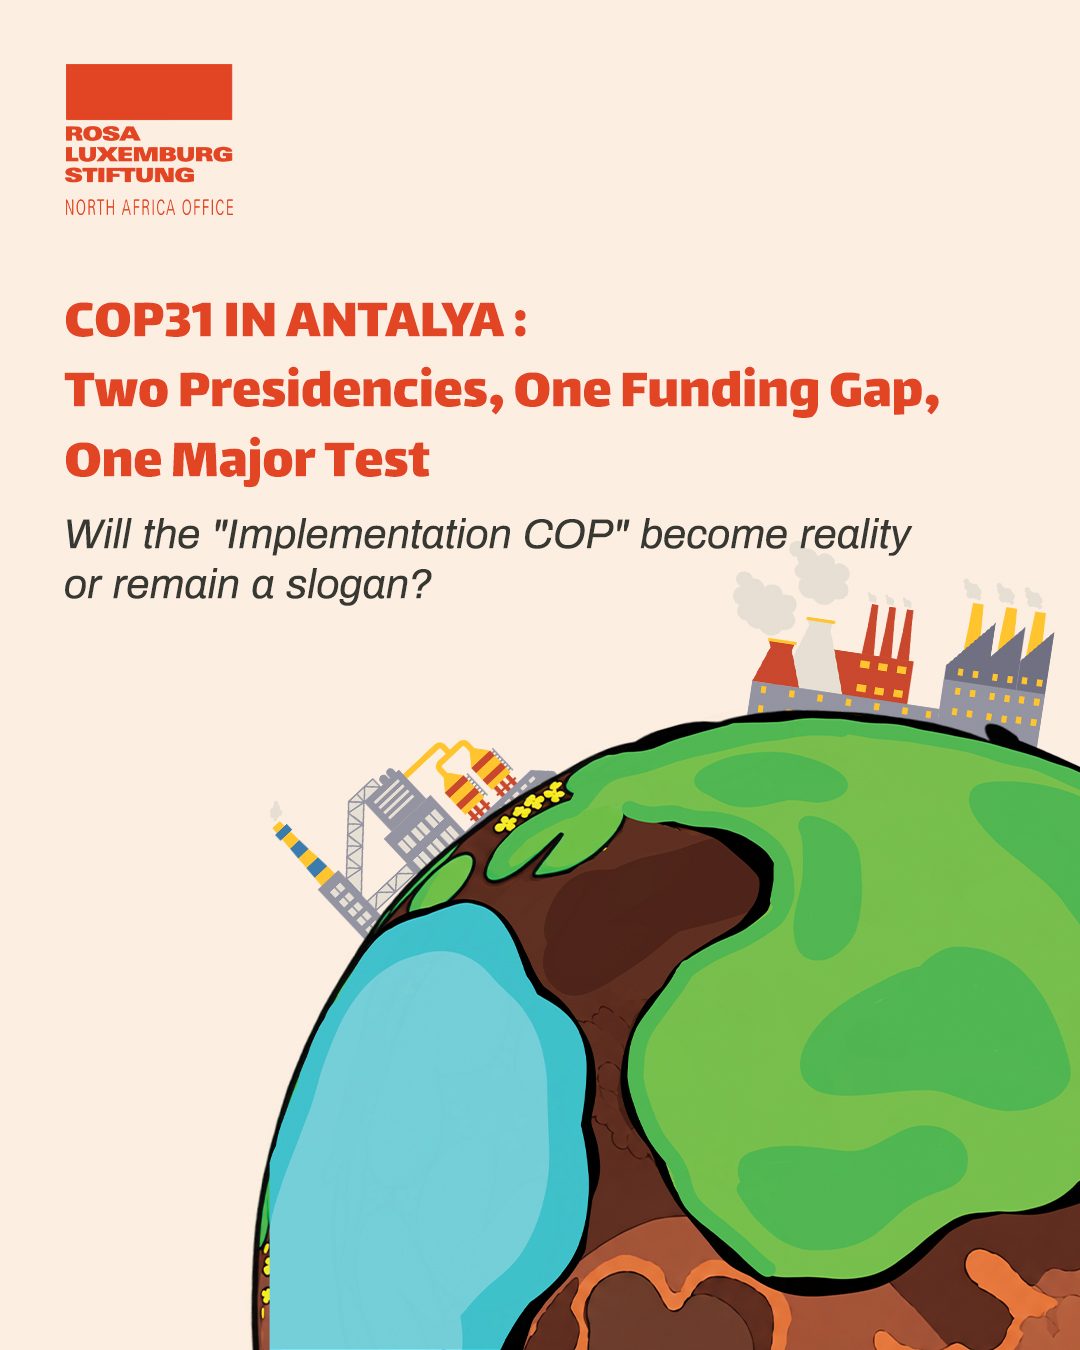 ROSA
LUXEMBURG
STIFTUNG
NORTH AFRICA OFFICE
COP31 IN ANTALYA :
Two Presidencies, One Funding Gap,
One Major Test
Will the "Implementation COP" become reality
or remain a slogan?